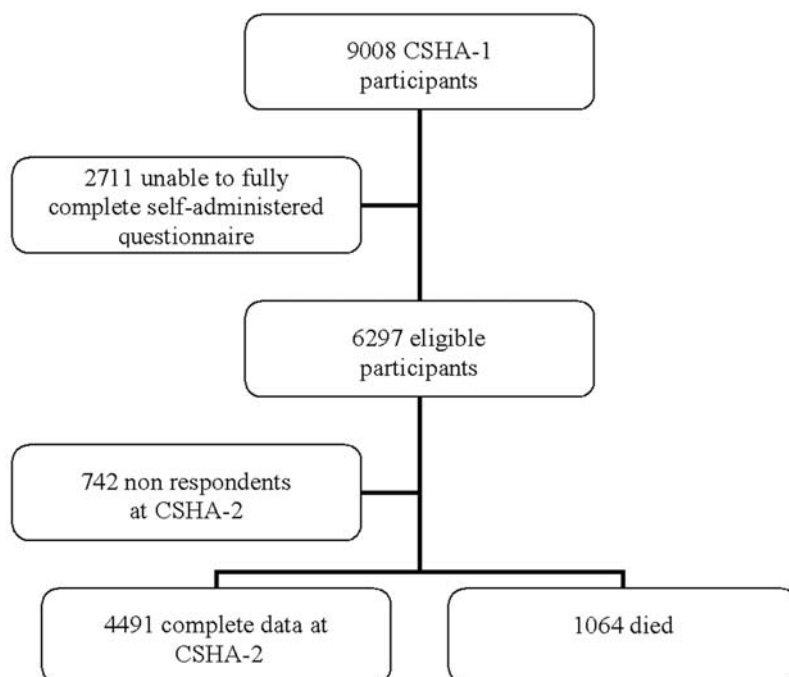 9008 CSHA-1
participants
2711 unable to fully
complete self-administered
questionnaire
6297 eligible
participants
742 non respondents
at CSHA-2
4491 complete data at
CSHA-2
1064 died